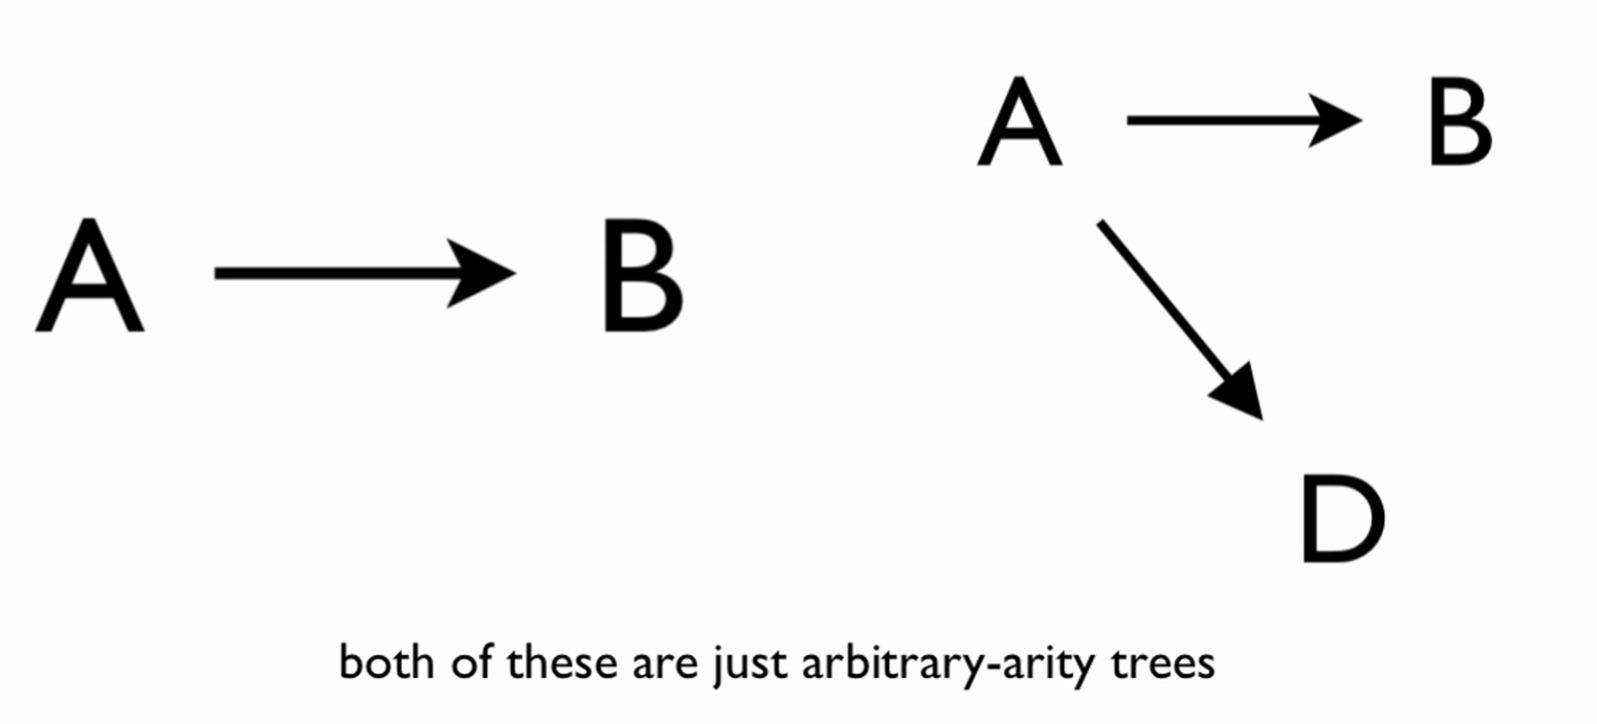 A B
A B
D
both of these are just arbitrary-arity trees